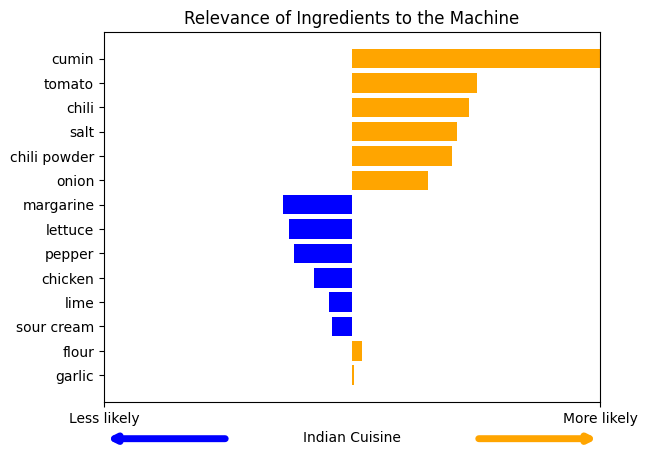 Relevance of Ingredients to the Machine
cumin
tomato
chili
salt
chili powder
onion
margarine
lettuce
pepper
chicken
lime
sour cream
flour
garlic
Less likely
More likely
Indian Cuisine